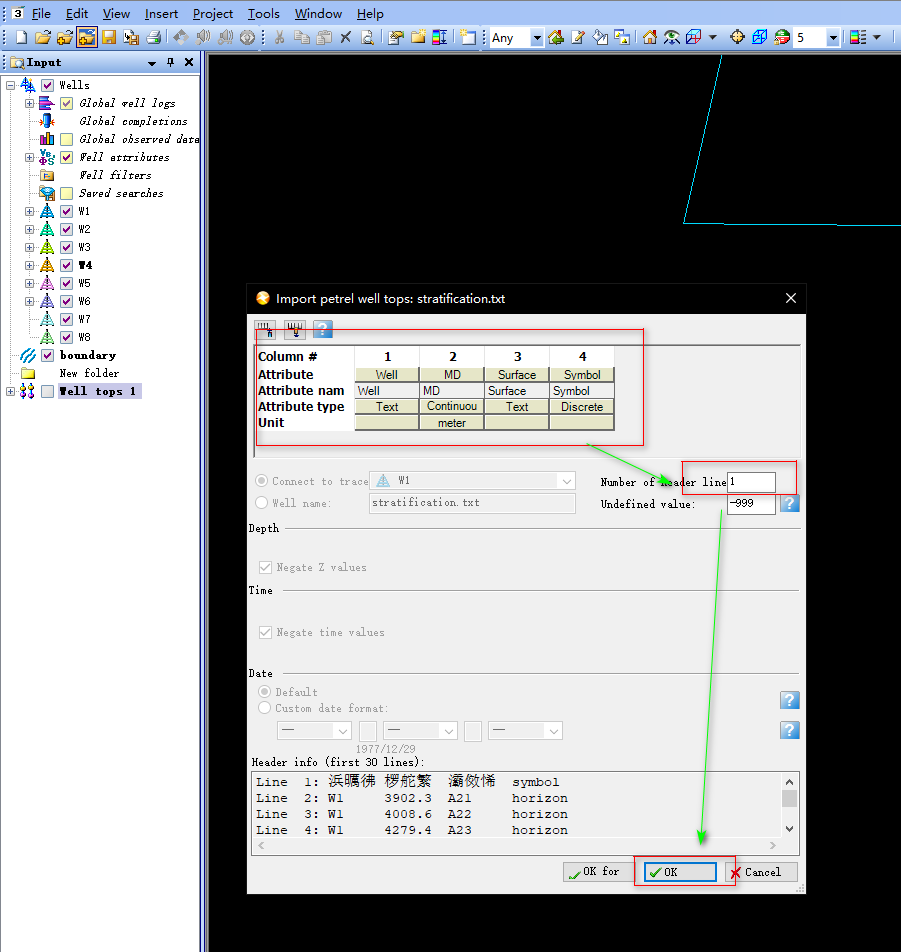 File Edit View Insert Project Tools Window Help
Any 5
Input
Wells
Global well logs
Global completions
Global observed data
Well attributes
Well filters
Saved searches
W1
W2
W3
W4
W5
W6
W7
W8
boundary
New folder
Well tops 1
Import petrel well tops: stratification.txt
Column # 1 2 3 4
Attribute Well MD Surface Symbol
Attribute nam Well MD Surface Symbol
Attribute type Text Continuou Text Discrete
Unit meter
Connect to trace W1 Number of header line 1
Well name: stratification.txt Undefined value: -999
Depth
Negate Z values
Time
Negate time values
Date
Default
Custom date format:
1977/12/29
Header info (first 30 lines):
Line 1: 浜曞彿 椤舵繁 灞傚悕 symbol
Line 2: W1 3902.3 A21 horizon
Line 3: W1 4008.6 A22 horizon
Line 4: W1 4279.4 A23 horizon
OK for OK Cancel